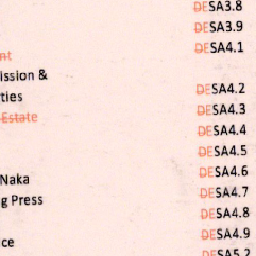 DESA3.8
DESA3.9
nt DESA4.1
ission &
ties DESA4.2
Estate DESA4.3
DESA4.4
DESA4.5
Naka DESA4.6
g Press DESA4.7
DESA4.8
ce DESA4.9
DESA5.2